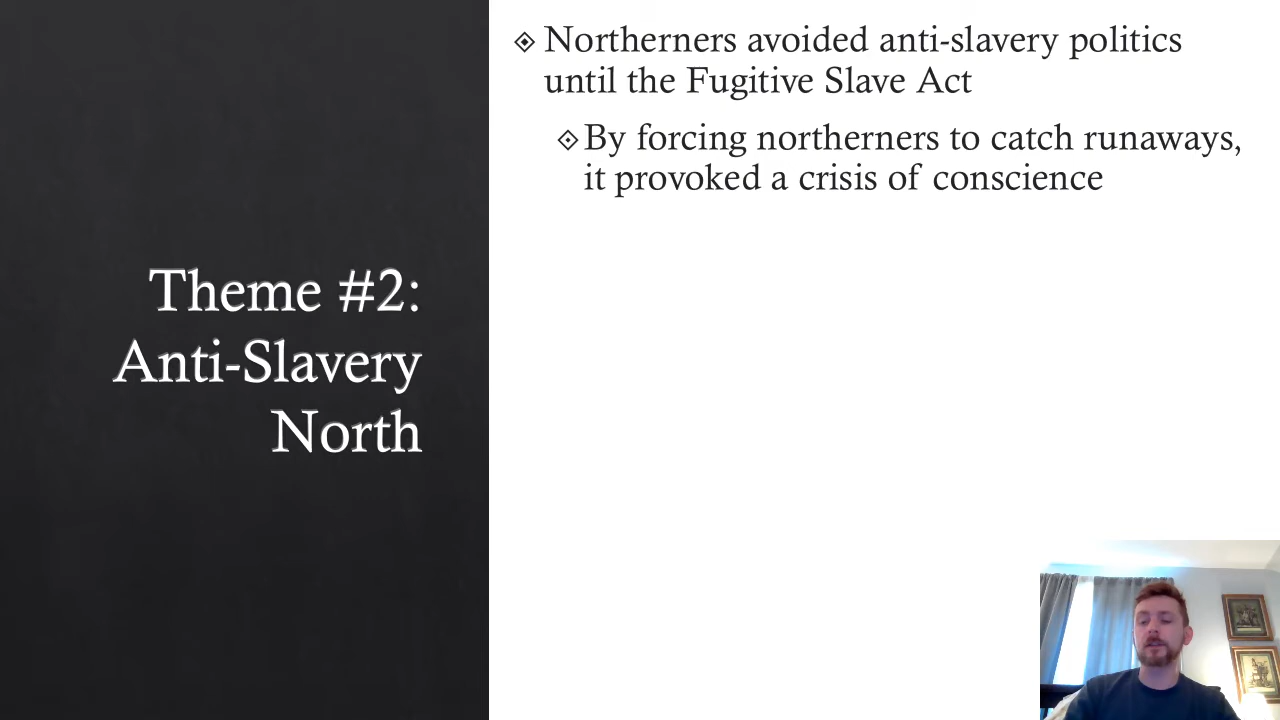 Theme #2:
Anti-Slavery
North
Northerners avoided anti-slavery politics
until the Fugitive Slave Act
By forcing northerners to catch runaways,
it provoked a crisis of conscience